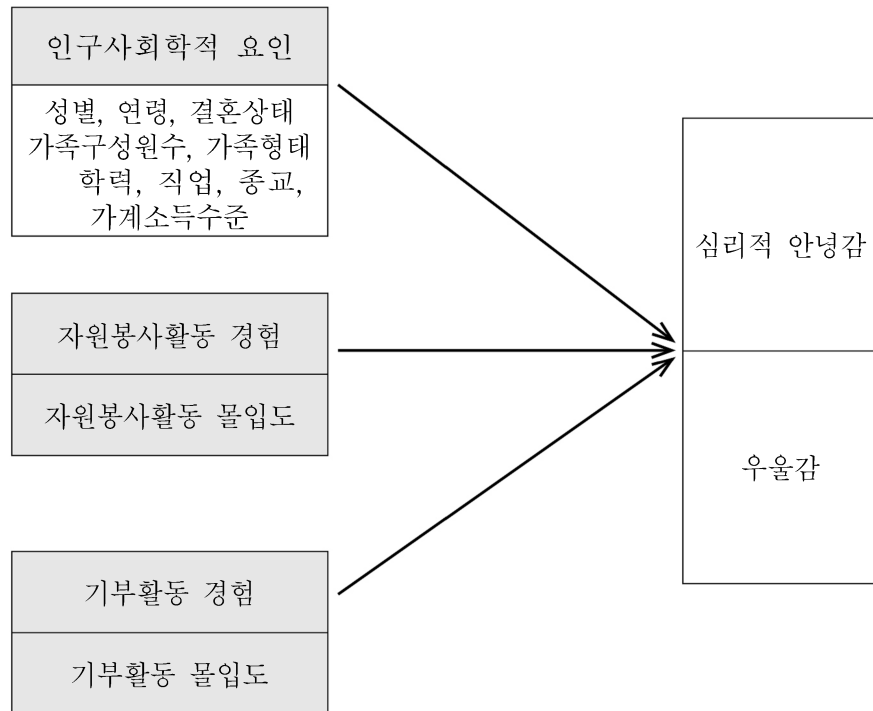 인구사회학적 요인
성별, 연령, 결혼상태
가족구성원수, 가족형태
학력, 직업, 종교,
가계소득수준
자원봉사활동 경험
자원봉사활동 몰입도
기부활동 경험
기부활동 몰입도
심리적 안녕감
우울감